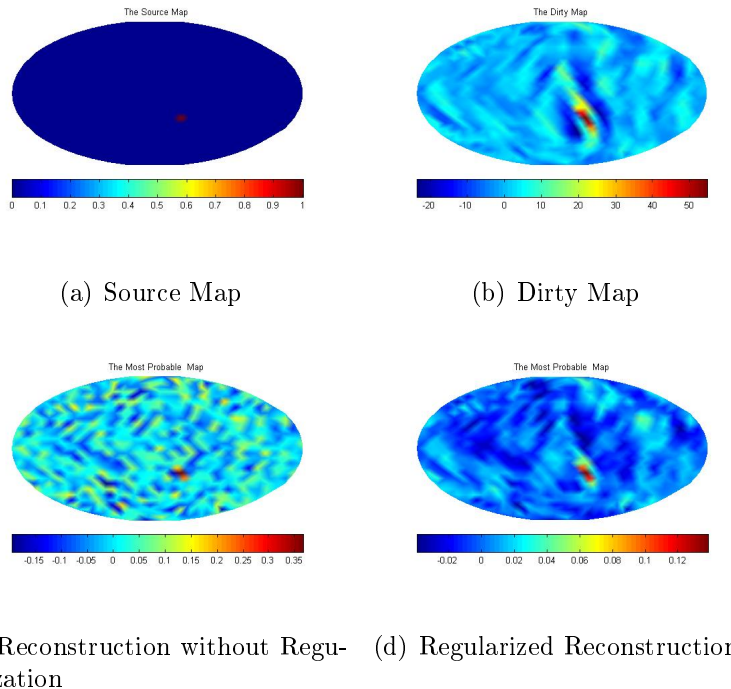 The Source Map
The Dirty Map
0 0.1 0.2 0.3 0.4 0.5 0.6 0.7 0.8 0.9 1
-20 -10 0 10 20 30 40 50
(a) Source Map
(b) Dirty Map
The Most Probable Map
The Most Probable Map
-0.15 -0.1 -0.05 0 0.05 0.1 0.15 0.2 0.25 0.3 0.35
-0.02 0 0.02 0.04 0.06 0.08 0.1 0.12
Reconstruction without Regu-
zation
(d) Regularized Reconstruction